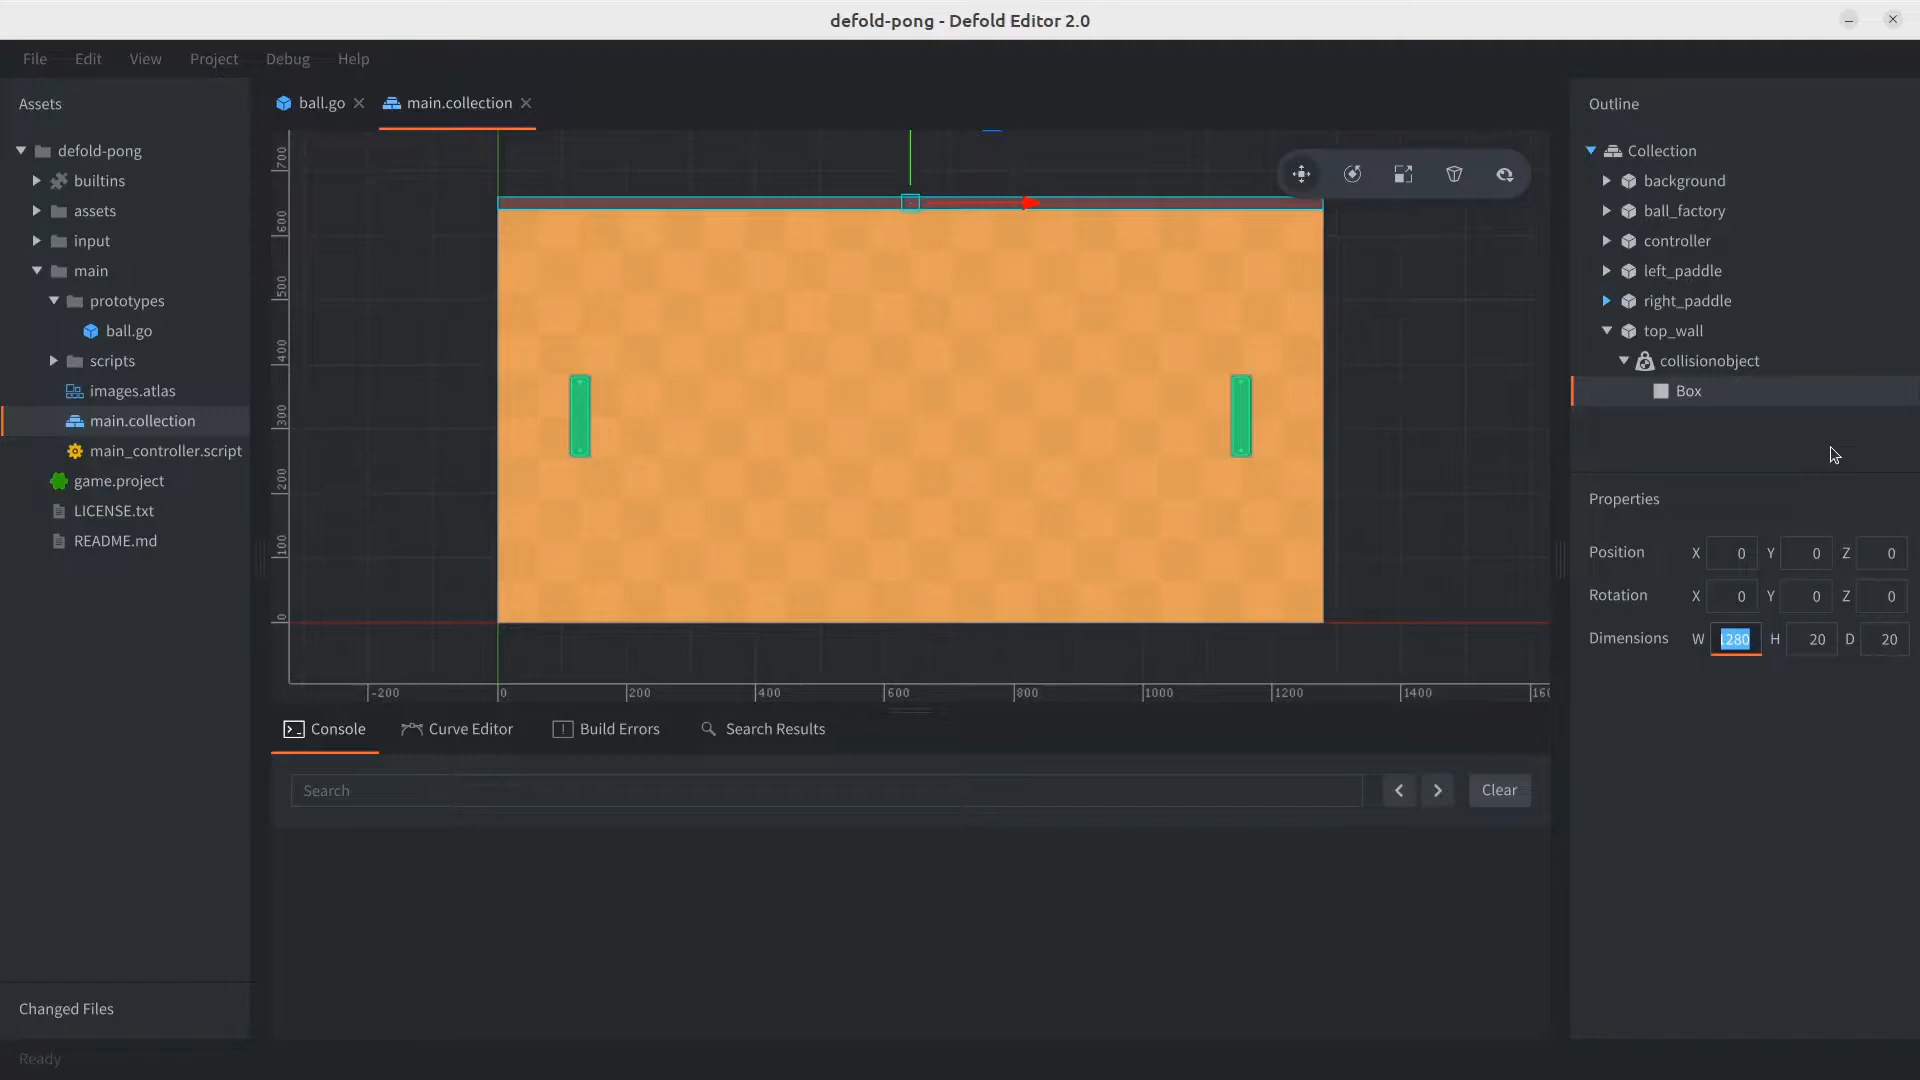 defold-pong - Defold Editor 2.0
File Edit View Project Debug Help
Assets
defold-pong
builtins
assets
input
main
prototypes
ball.go
scripts
images.atlas
main.collection
main_controller.script
game.project
LICENSE.txt
README.md
Changed Files
Ready
ball.go main.collection
700
600
500
400
300
200
100
0
-200 0 200 400 600 800 1000 1200 1400 160
Console Curve Editor Build Errors Search Results
Search Clear
Outline
Collection
background
ball_factory
controller
left_paddle
right_paddle
top_wall
collisionobject
Box
Properties
Position X 0 Y 0 Z 0
Rotation X 0 Y 0 Z 0
Dimensions W 1280 H 20 D 20